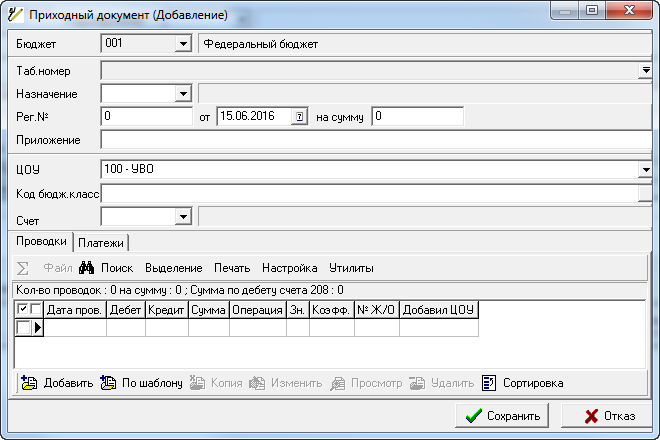 Приходный документ (Добавление)
Бюджет 001 Федеральный бюджет
Таб.номер
Назначение
Рег.№ 0 от 15.06.2016 на сумму 0
Приложение
ЦОУ 100 - УВО
Код бюдж.класс
Счет
Проводки Платежи
Σ Файл Поиск Выделение Печать Настройка Утилиты
Кол-во проводок : 0 на сумму : 0 ; Сумма по дебету счета 208 : 0
Дата пров. Дебет Кредит Сумма Операция Зн. Коэфф. № Ж/О Добавил ЦОУ
Добавить По шаблону Копия Изменить Просмотр Удалить Сортировка
Сохранить Отказ